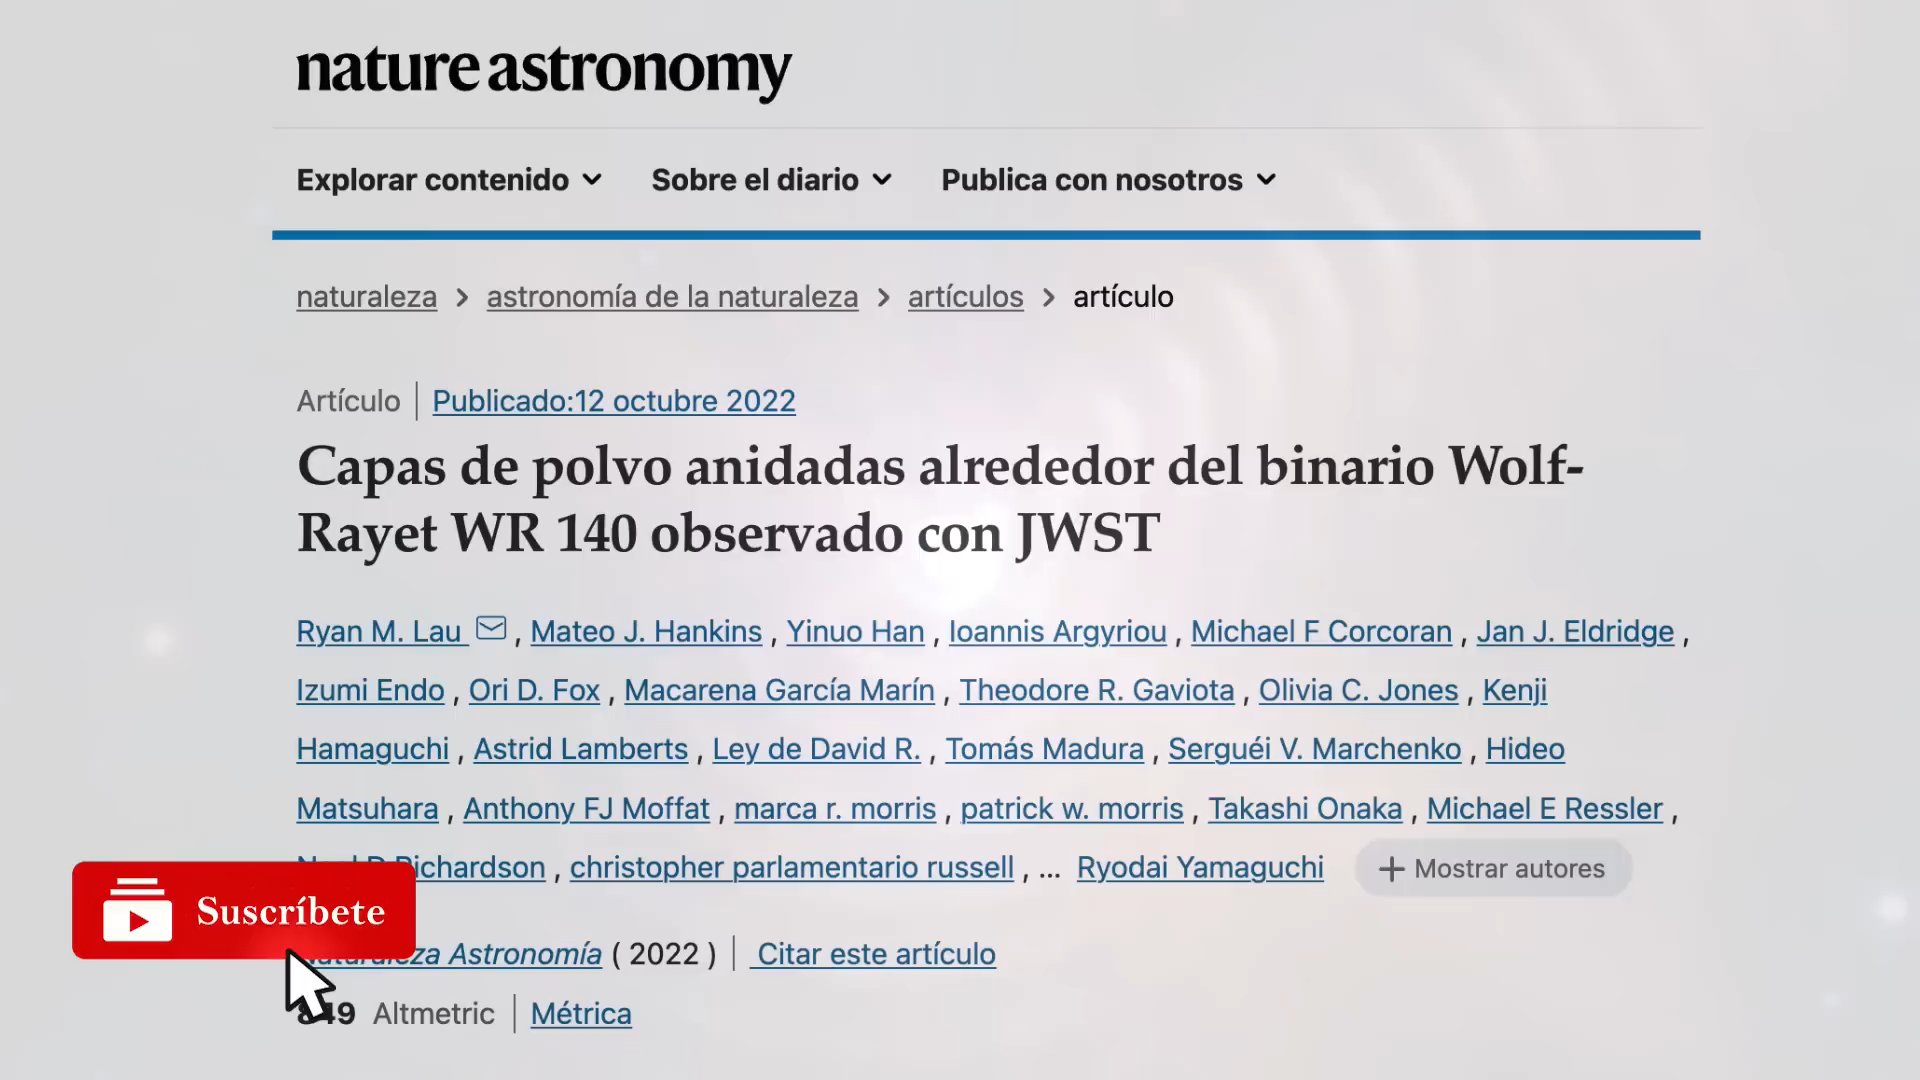 nature astronomy
Explorar contenido Sobre el diario Publica con nosotros
naturaleza > astronomía de la naturaleza > artículos > artículo
Artículo | Publicado:12 octubre 2022
Capas de polvo anidadas alrededor del binario Wolf-
Rayet WR 140 observado con JWST
Ryan M. Lau , Mateo J. Hankins , Yinuo Han , Ioannis Argyriou , Michael F Corcoran , Jan J. Eldridge ,
Izumi Endo , Ori D. Fox , Macarena García Marín , Theodore R. Gaviota , Olivia C. Jones , Kenji
Hamaguchi , Astrid Lamberts , Ley de David R. , Tomás Madura , Serguéi V. Marchenko , Hideo
Matsuhara , Anthony FJ Moffat , marca r. morris , patrick w. morris , Takashi Onaka , Michael E Ressler ,
Richardson , christopher parlamentario russell , ... Ryodai Yamaguchi + Mostrar autores
Suscríbete
Astronomía ( 2022 ) | Citar este artículo
Altmetric | Métrica